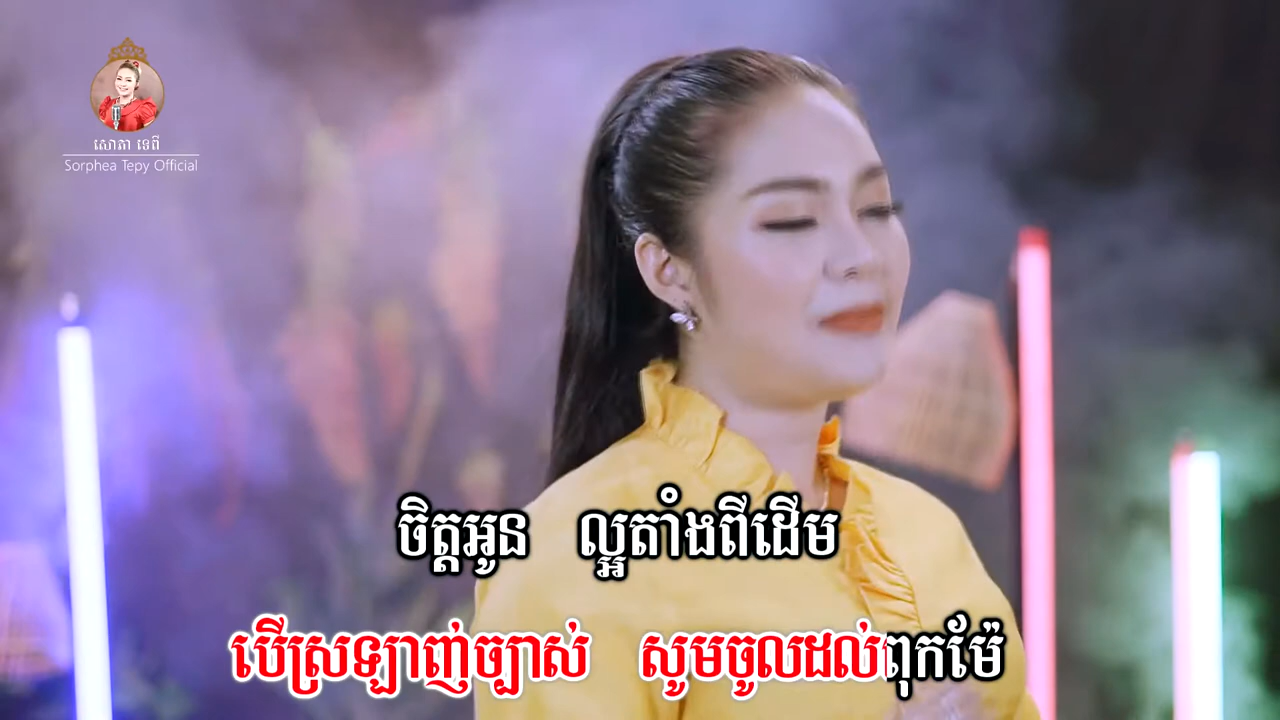 សោភា ទេពី
Sorphea Tepy Official
ចិត្តអូន ល្អតាំងពីដើម
បើស្រឡាញ់ច្បាស់ សូមចូលដល់ពុកម៉ែ